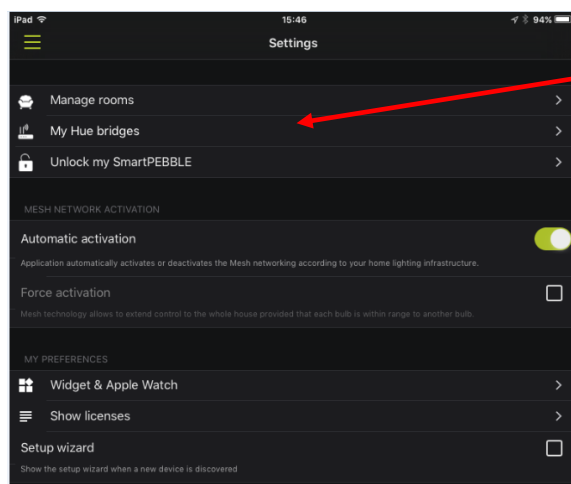 iPad 15:46 94%
Settings
Manage rooms
My Hue bridges
Unlock my SmartPEBBLE
MESH NETWORK ACTIVATION
Automatic activation
Application automatically activates or deactivates the Mesh networking according to your home lighting infrastructure.
Force activation
Mesh technology allows to extend control to the whole house provided that each bulb is within range to another bulb.
MY PREFERENCES
Widget & Apple Watch
Show licenses
Setup wizard
Show the setup wizard when a new device is discovered